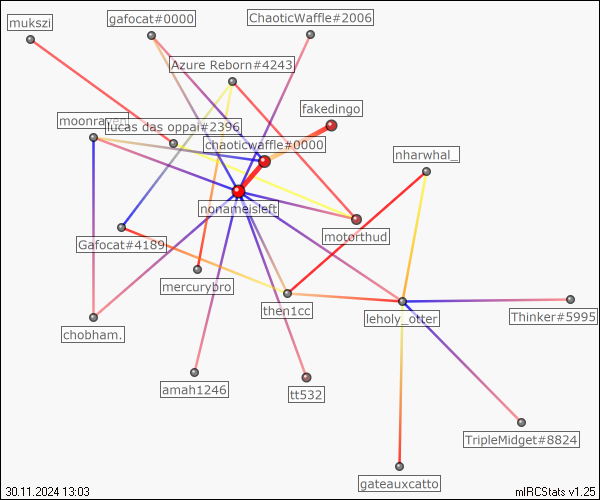 mukszi
gafocat#0000
ChaoticWaffle#2006
Azure Reborn#4243
fakedingo
moonraven
lucas das oppai#2396
chaoticwaffle#0000
nharwhal_
nonameisleft
motorthud
Gafocat#4189
mercurybro
then1cc
leholy_otter
Thinker#5995
chobham.
amah1246
tt532
TripleMidget#8824
gateauxcatto
30.11.2024 13:03
mIRCStats v1.25